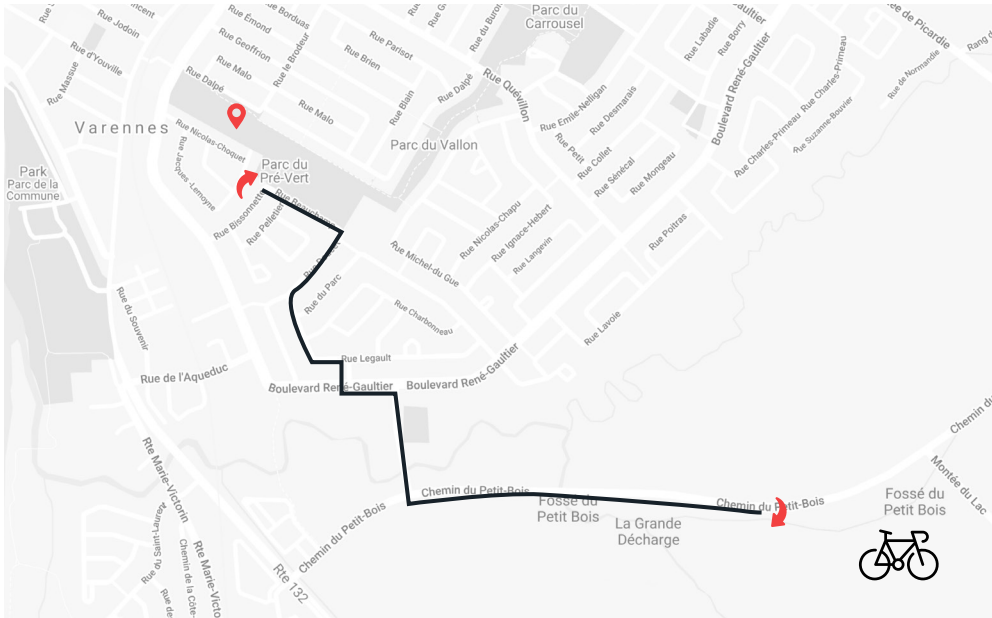 Parc du
Carrousel
Rue Jodoin
Rue Émond
Rue Borduas
Rue Geoffrion
Rue le Brodeur
Rue Parisot
Rue Brien
Rue d'Youville
Rue Massue
Rue Malo
Rue Dalpé
Rue Malo
Rue Blain
Rue Dalpé
Rue Quévillon
Rue Labadie
Rue Borry
Boulevard René-Gaultier
Rue Charles-Primeau
Rue de Normandie
Rue Emile-Nelligan
Rue Desmarais
Rue Petit
Rue Collet
Rue Sénécal
Rue Mongeau
Rue Charles-Primeau
Rue Suzanne-Bouvier
Varennes
Rue Nicolas-Choquet
Rue Jacques-Lemoyne
Parc du Vallon
Parc du
Pré-Vert
Park
Parc de la
Commune
Rue Bissonnette
Rue Pelletier
Rue Beauchemin
Rue Nicolas-Chapu
Rue Ignace-Hebert
Rue Langevin
Rue Poitras
Rue Michel-du Gue
Rue du Parc
Rue Charbonneau
Rue Lavoie
Rue du Souvenir
Rue Legault
Rue de l'Aqueduc
Boulevard René-Gaultier
Boulevard René-Gaultier
Chemin du
Montée du Lac
Rte Marie-Victorin
Chemin du Petit-Bois
Chemin du Petit-Bois
Chemin du Petit-Bois
Fossé du
Petit Bois
Fossé du
Petit Bois
La Grande
Décharge
Rte Marie-Victo
Chemin de la Côte-
Rte 132